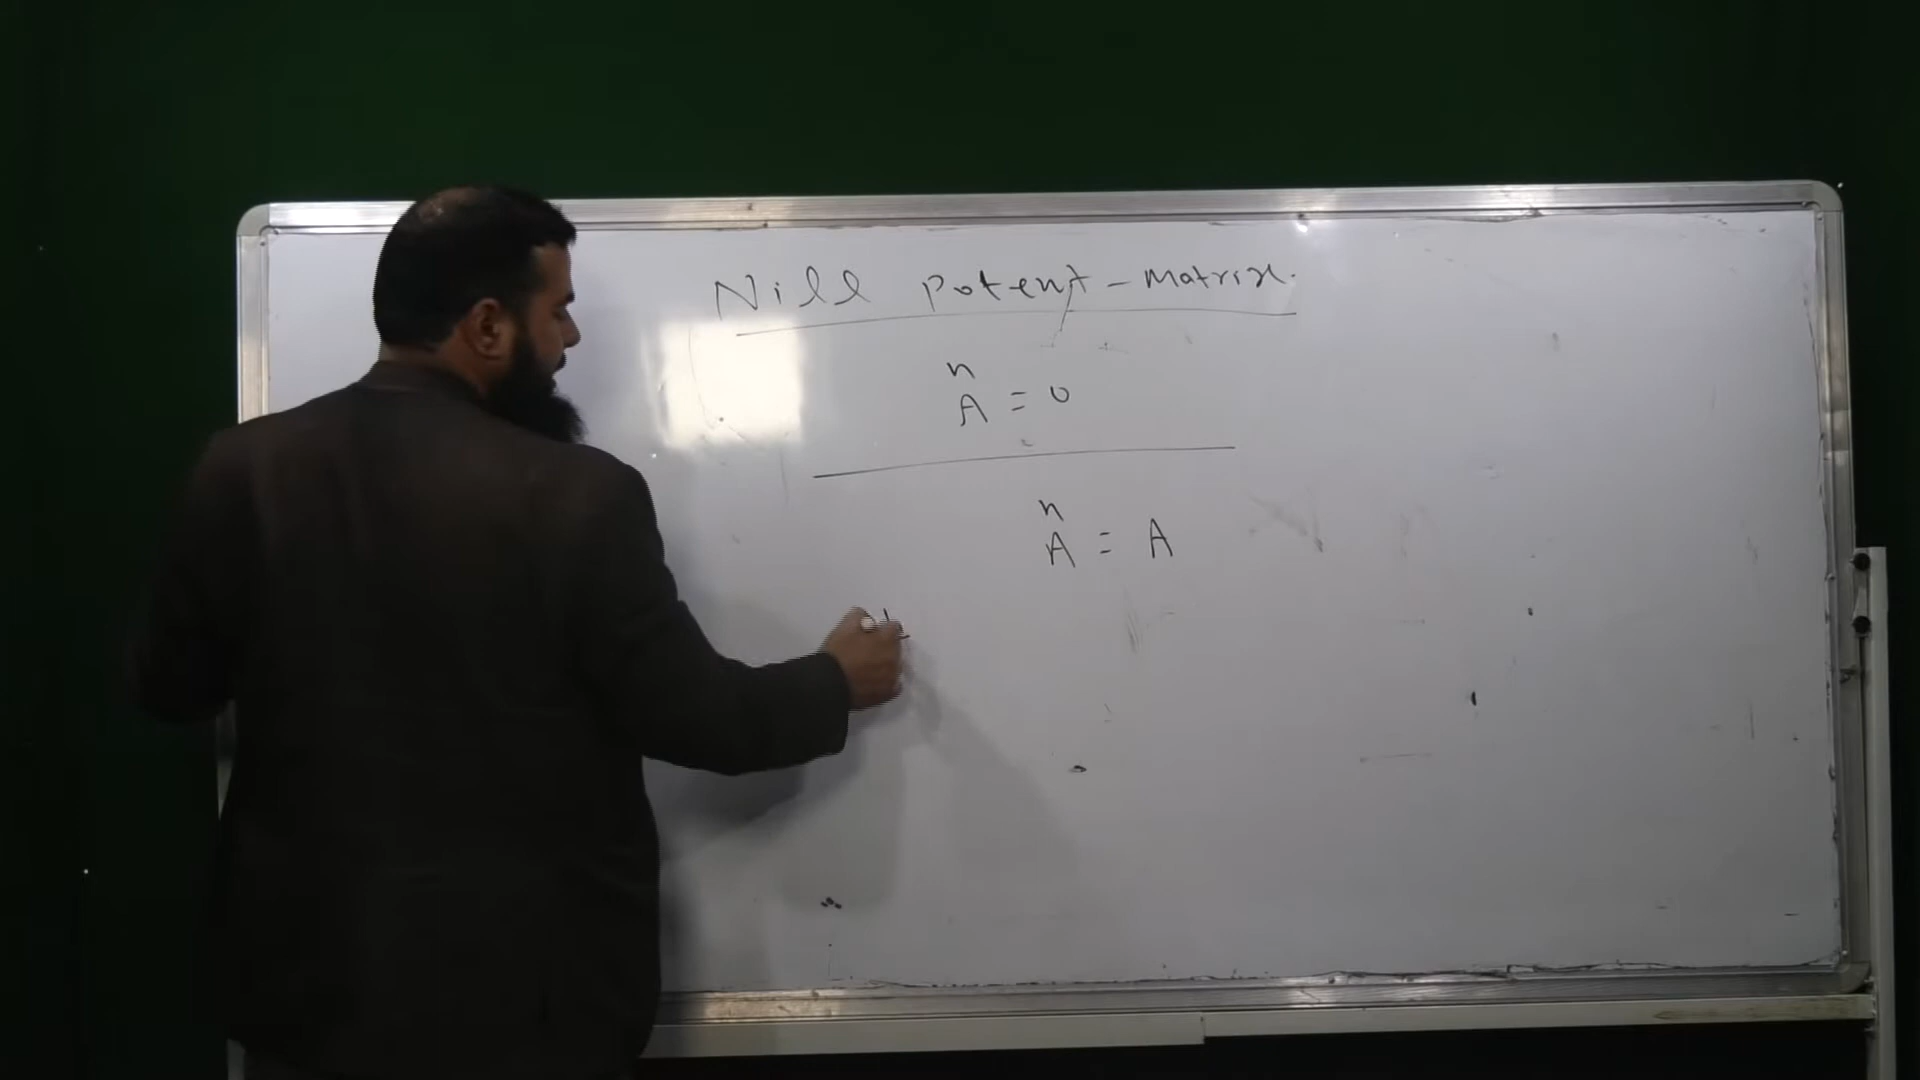 Nill Potent - Matrix.
n
A = 0
n
A = A